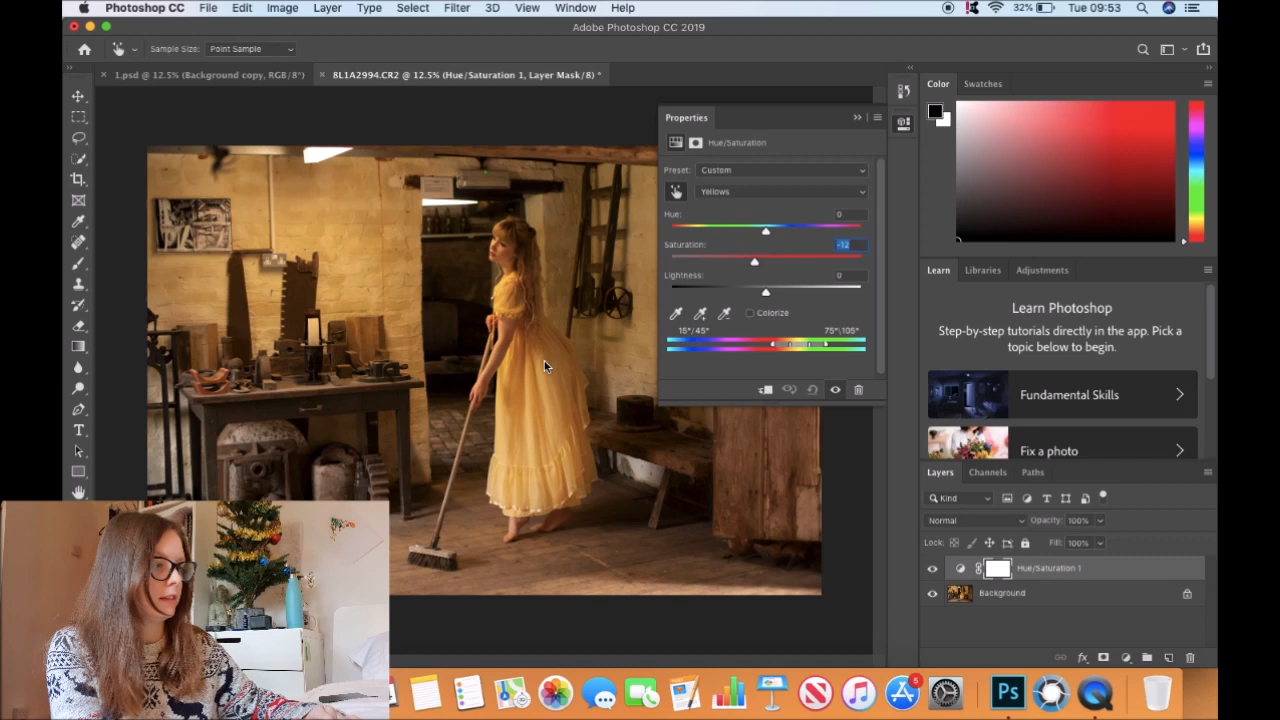 Photoshop CC File Edit Image Layer Type Select Filter 3D View Window Help 32% Tue 09:53
Adobe Photoshop CC 2019
Sample Size: Point Sample
1.psd @ 12.5% (Background copy, RGB/8*)
8L1A2994.CR2 @ 12.5% (Hue/Saturation 1, Layer Mask/8) *
Properties
Hue/Saturation
Preset: Custom
Yellows
Hue: 0
Saturation: -12
Lightness: 0
Colorize
15°/45° 75°\105°
Color Swatches
Learn Libraries Adjustments
Learn Photoshop
Step-by-step tutorials directly in the app. Pick a
topic below to begin.
Fundamental Skills
Fix a photo
Layers Channels Paths
Kind
Normal Opacity: 100%
Lock: Fill: 100%
Hue/Saturation 1
Background
5
Ps